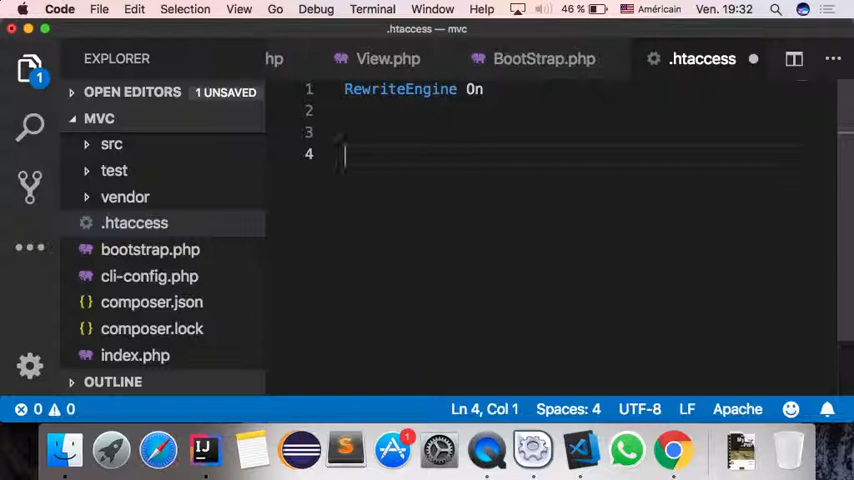 Code File Edit Selection View Go Debug Terminal Window Help 46 % Américain Ven. 19:32
.htaccess — mvc
EXPLORER
hp View.php BootStrap.php .htaccess
1
OPEN EDITORS 1 UNSAVED
MVC
src
test
vendor
.htaccess
bootstrap.php
cli-config.php
{} composer.json
{} composer.lock
index.php
OUTLINE
1 RewriteEngine On
2
3
4
0 0 Ln 4, Col 1 Spaces: 4 UTF-8 LF Apache
1